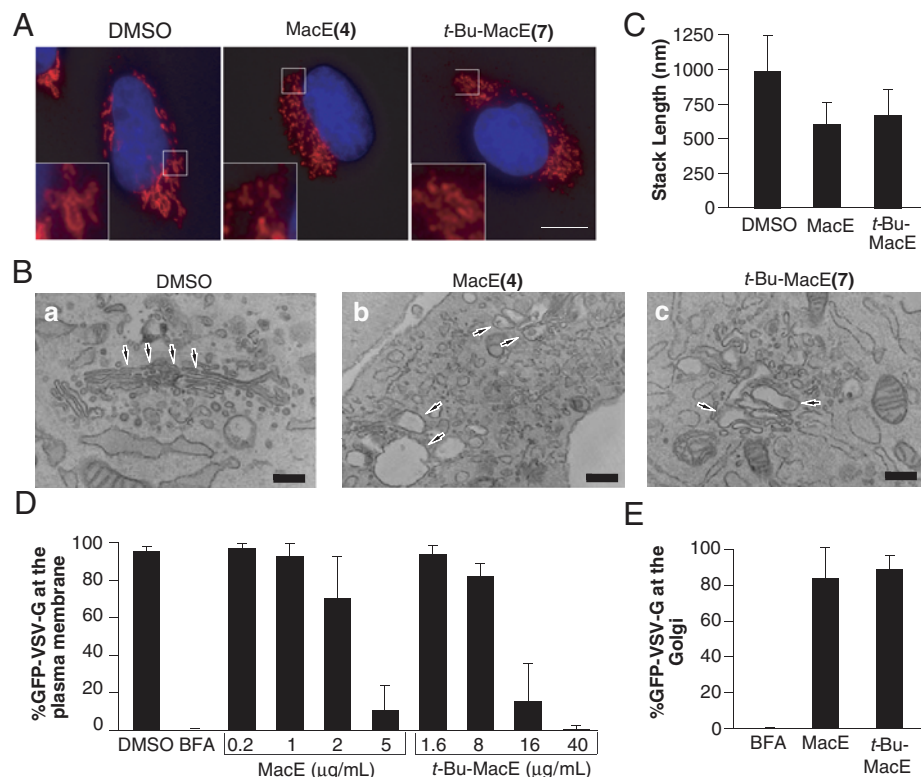 A
DMSO
MacE(4)
t-Bu-MacE(7)
B
DMSO
MacE(4)
t-Bu-MacE(7)
a
b
c
C
Stack Length (nm)
1250
1000
750
500
250
0
DMSO
MacE
t-Bu-
MacE
D
%GFP-VSV-G at the
plasma membrane
100
80
60
40
20
0
DMSO BFA 0.2 1 2 5 1.6 8 16 40
MacE (µg/mL)
t-Bu-MacE (µg/mL)
E
%GFP-VSV-G at the
Golgi
100
80
60
40
20
0
BFA
MacE
t-Bu-
MacE